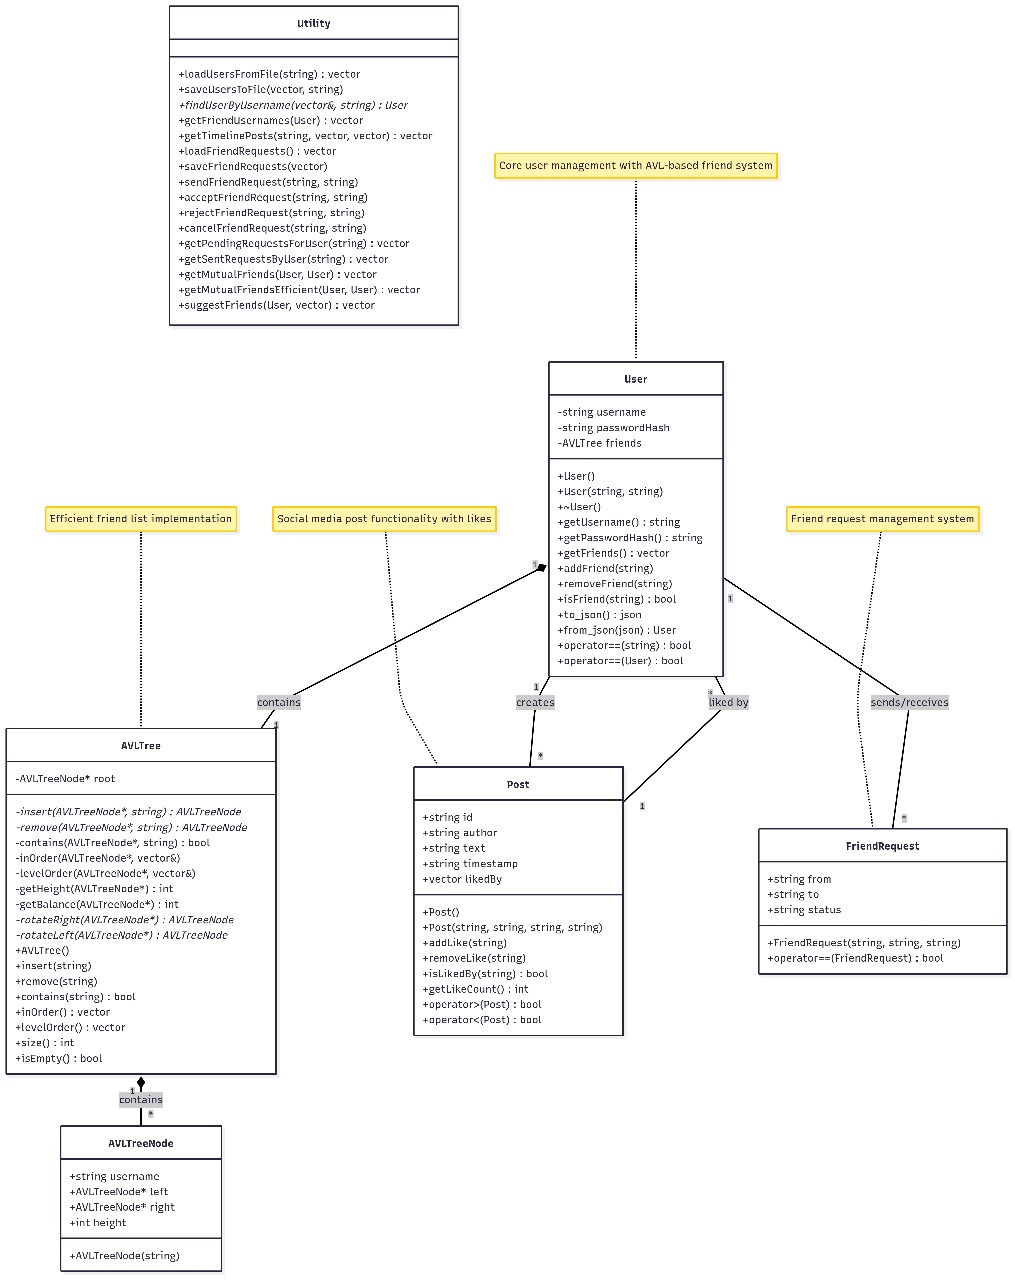 Utility
+loadUsersFromFile(string) : vector
+saveUsersToFile(vector, string)
+findUserByUsername(vector&, string) : User
+getFriendUsernames(User) : vector
+getTimelinePosts(string, vector, vector) : vector
+loadFriendRequests() : vector
+saveFriendRequests(vector)
+sendFriendRequest(string, string)
+acceptFriendRequest(string, string)
+rejectFriendRequest(string, string)
+cancelFriendRequest(string, string)
+getPendingRequestsForUser(string) : vector
+getSentRequestsByUser(string) : vector
+getMutualFriends(User, User) : vector
+getMutualFriendsEfficient(User, User) : vector
+suggestFriends(User, vector) : vector
Core user management with AVL-based friend system
User
-string username
-string passwordHash
-AVLTree friends
+User()
+User(string, string)
+~User()
+getUsername() : string
+getPasswordHash() : string
+getFriends() : vector
+addFriend(string)
+removeFriend(string)
+isFriend(string) : bool
+to_json() : json
+from_json(json) : User
+operator==(string) : bool
+operator==(User) : bool
Efficient friend list implementation
Social media post functionality with likes
Friend request management system
1
contains
1
1
creates
*
*
liked by
1
1
sends/receives
*
AVLTree
-AVLTreeNode* root
-insert(AVLTreeNode*, string) : AVLTreeNode
-remove(AVLTreeNode*, string) : AVLTreeNode
-contains(AVLTreeNode*, string) : bool
-inOrder(AVLTreeNode*, vector&)
-levelOrder(AVLTreeNode*, vector&)
-getHeight(AVLTreeNode*) : int
-getBalance(AVLTreeNode*) : int
-rotateRight(AVLTreeNode*) : AVLTreeNode
-rotateLeft(AVLTreeNode*) : AVLTreeNode
+AVLTree()
+insert(string)
+remove(string)
+contains(string) : bool
+inOrder() : vector
+levelOrder() : vector
+size() : int
+isEmpty() : bool
Post
+string id
+string author
+string text
+string timestamp
+vector likedBy
+Post()
+Post(string, string, string, string)
+addLike(string)
+removeLike(string)
+isLikedBy(string) : bool
+getLikeCount() : int
+operator>(Post) : bool
+operator<(Post) : bool
FriendRequest
+string from
+string to
+string status
+FriendRequest(string, string, string)
+operator==(FriendRequest) : bool
1
contains
*
AVLTreeNode
+string username
+AVLTreeNode* left
+AVLTreeNode* right
+int height
+AVLTreeNode(string)